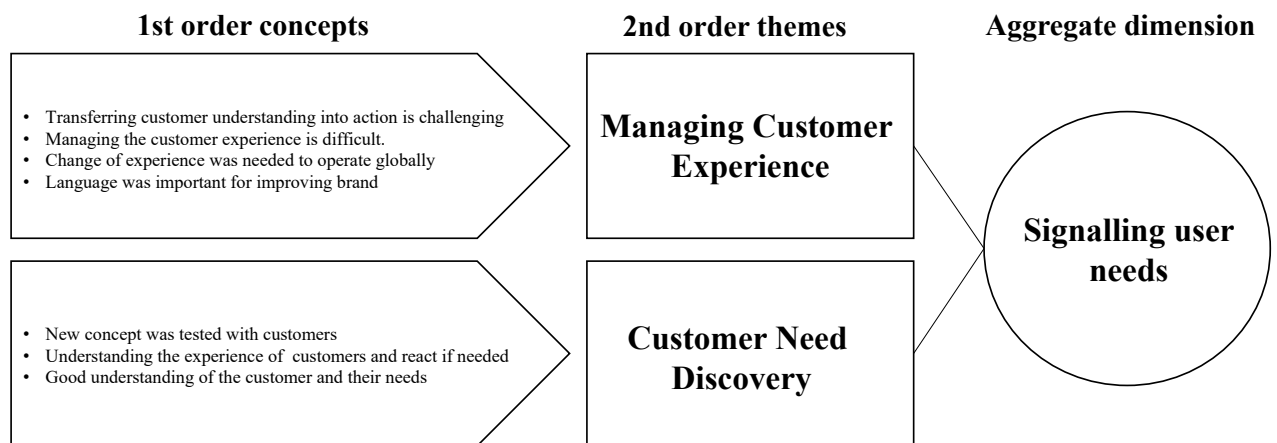 1st order concepts
2nd order themes
Aggregate dimension
• Transferring customer understanding into action is challenging
• Managing the customer experience is difficult.
• Change of experience was needed to operate globally
• Language was important for improving brand
Managing Customer
Experience
Signalling user
needs
• New concept was tested with customers
• Understanding the experience of  customers and react if needed
• Good understanding of the customer and their needs
Customer Need
Discovery